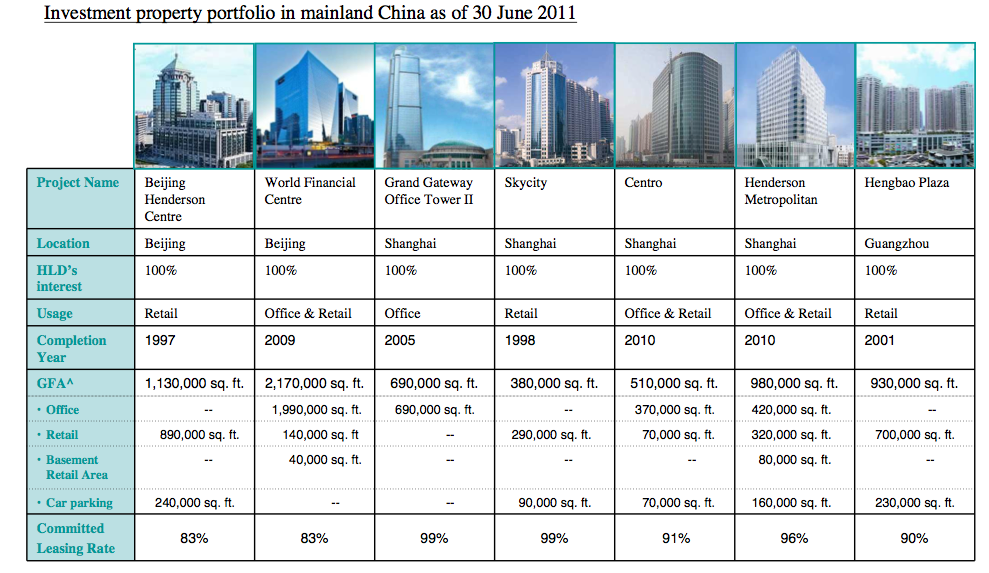 Investment property portfolio in mainland China as of 30 June 2011
Project Name Beijing Henderson Centre World Financial Centre Grand Gateway Office Tower II Skycity Centro Henderson Metropolitan Hengbao Plaza
Location Beijing Beijing Shanghai Shanghai Shanghai Shanghai Guangzhou
HLD's interest 100% 100% 100% 100% 100% 100% 100%
Usage Retail Office & Retail Office Retail Office & Retail Office & Retail Retail
Completion Year 1997 2009 2005 1998 2010 2010 2001
GFA^ 1,130,000 sq. ft. 2,170,000 sq. ft. 690,000 sq. ft. 380,000 sq. ft. 510,000 sq. ft. 980,000 sq. ft. 930,000 sq. ft.
• Office -- 1,990,000 sq. ft. 690,000 sq. ft. -- 370,000 sq. ft. 420,000 sq. ft. --
• Retail 890,000 sq. ft. 140,000 sq. ft -- 290,000 sq. ft. 70,000 sq. ft. 320,000 sq. ft. 700,000 sq. ft.
• Basement Retail Area -- 40,000 sq. ft. -- -- -- 80,000 sq. ft. --
• Car parking 240,000 sq. ft. -- -- 90,000 sq. ft. 70,000 sq. ft. 160,000 sq. ft. 230,000 sq. ft.
Committed Leasing Rate 83% 83% 99% 99% 91% 96% 90%